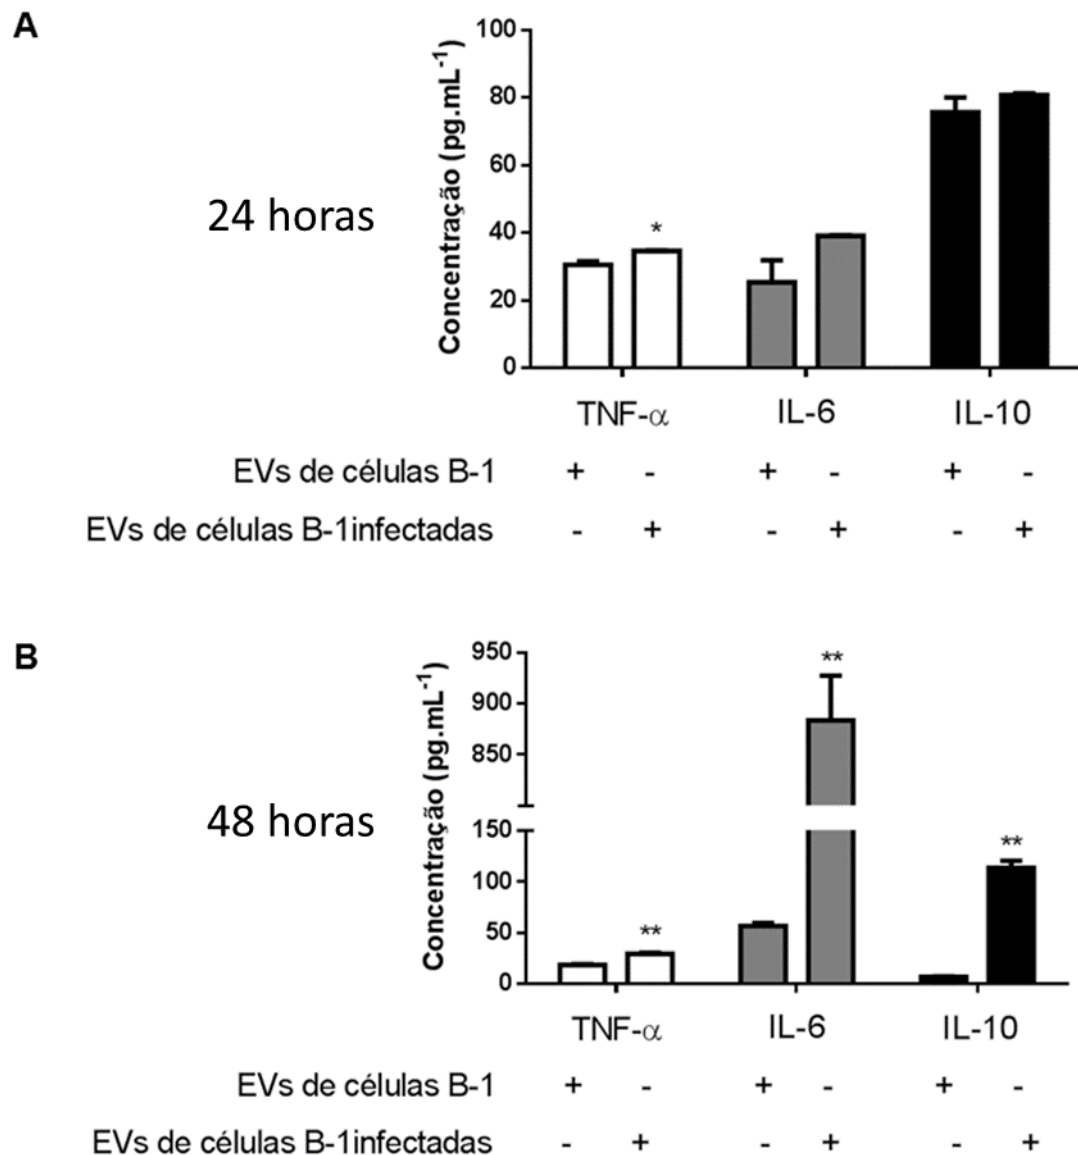 A
Concentração (pg.mL-1)
100
80
60
40
20
0
24 horas
*
TNF-α IL-6 IL-10
EVs de células B-1 + - + - + -
EVs de células B-1infectadas - + - + - +
B
Concentração (pg.mL-1)
950
900
850
150
100
50
0
48 horas
**
**
**
TNF-α IL-6 IL-10
EVs de células B-1 + - + - + -
EVs de células B-1infectadas - + - + - +